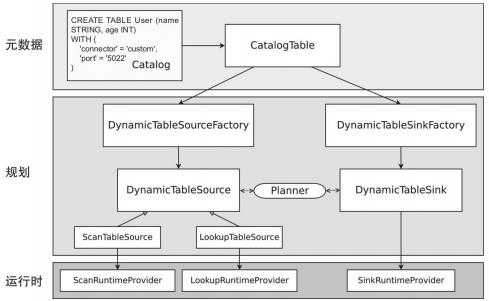 元数据
CREATE TABLE User (name
STRING, age INT)
WITH (
'connector' = 'custom',
'port' = '5022'
)
Catalog
CatalogTable
规划
DynamicTableSourceFactory
DynamicTableSinkFactory
DynamicTableSource
Planner
DynamicTableSink
ScanTableSource
LookupTableSource
运行时
ScanRuntimeProvider
LookupRuntimeProvider
SinkRuntimeProvider